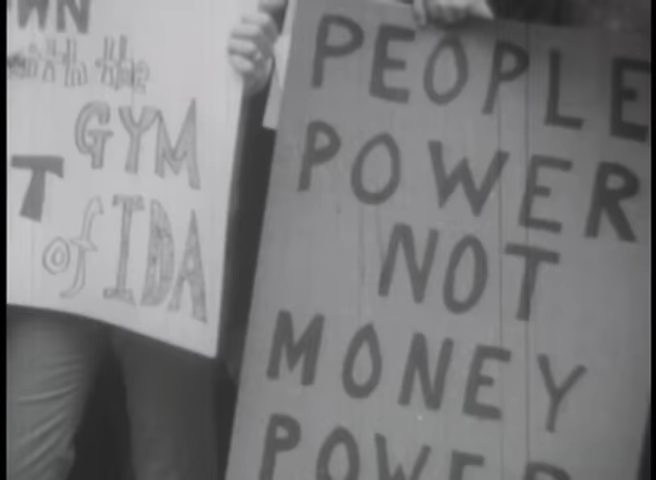 WN
with the
GYM
T
of IDA
PEOPLE
POWER
NOT
MONEY
POWER